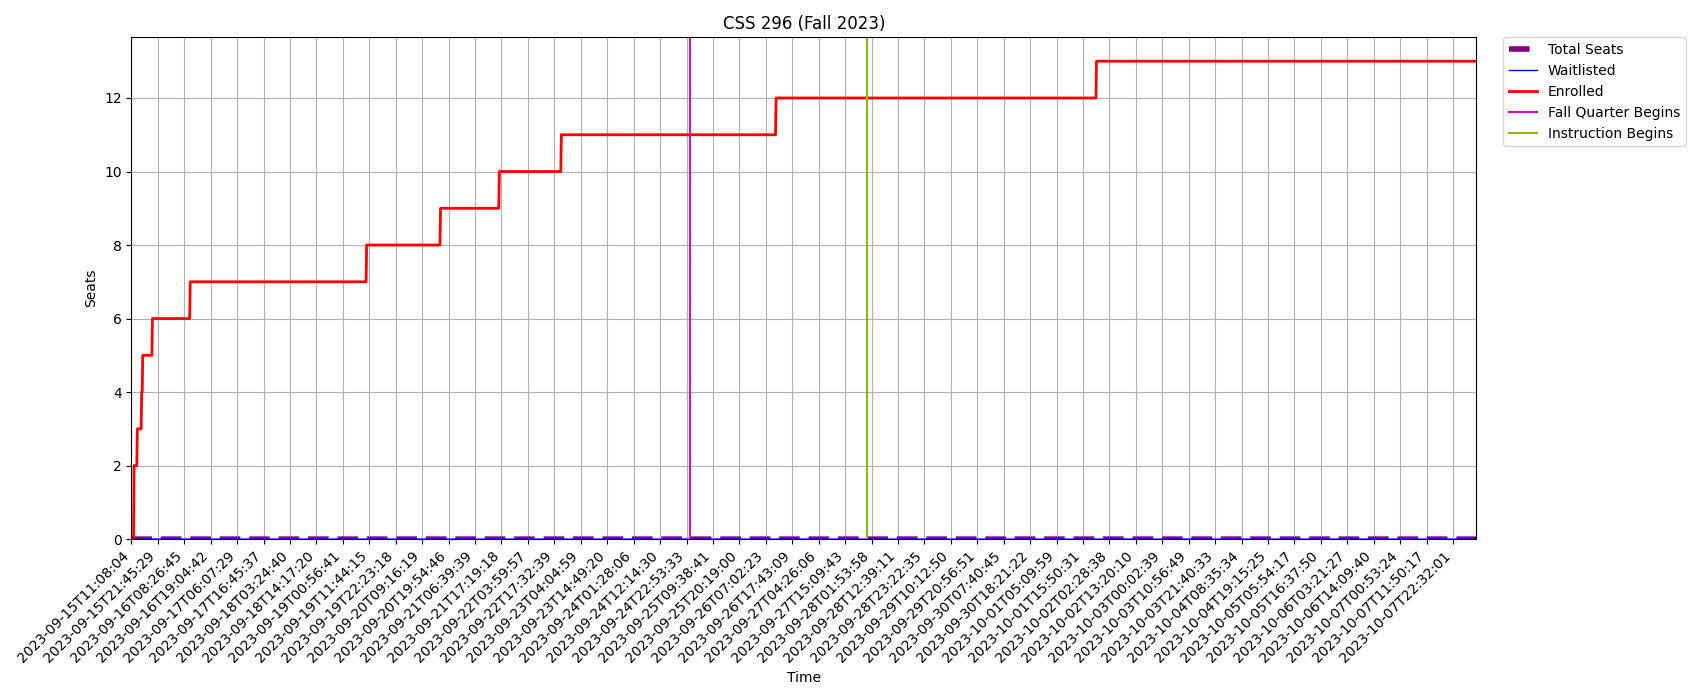 CSS 296 (Fall 2023)
Total Seats
Waitlisted
Enrolled
Fall Quarter Begins
Instruction Begins
12
10
8
6
4
2
0
Seats
2023-09-15T11:08:04
2023-09-15T21:45:29
2023-09-16T08:26:45
2023-09-16T19:04:42
2023-09-17T06:07:29
2023-09-17T16:45:37
2023-09-18T03:24:40
2023-09-18T14:17:20
2023-09-19T00:56:41
2023-09-19T11:44:15
2023-09-19T22:23:18
2023-09-20T09:16:19
2023-09-20T19:54:46
2023-09-21T06:39:39
2023-09-21T17:19:18
2023-09-22T03:59:57
2023-09-22T17:32:39
2023-09-23T04:04:59
2023-09-23T14:49:20
2023-09-24T01:28:06
2023-09-24T12:14:30
2023-09-24T22:53:33
2023-09-25T09:38:41
2023-09-25T20:19:00
2023-09-26T07:02:23
2023-09-26T17:43:09
2023-09-27T04:26:06
2023-09-27T15:09:43
2023-09-28T01:53:58
2023-09-28T12:39:11
2023-09-28T23:22:35
2023-09-29T10:12:50
2023-09-29T20:56:51
2023-09-30T07:40:45
2023-09-30T18:21:22
2023-10-01T05:09:59
2023-10-01T15:50:31
2023-10-02T02:28:38
2023-10-02T13:20:10
2023-10-03T00:02:39
2023-10-03T10:56:49
2023-10-03T21:40:33
2023-10-04T08:35:34
2023-10-04T19:15:25
2023-10-05T05:54:17
2023-10-05T16:37:50
2023-10-06T03:21:27
2023-10-06T14:09:40
2023-10-07T00:53:24
2023-10-07T11:50:17
2023-10-07T22:32:01
Time